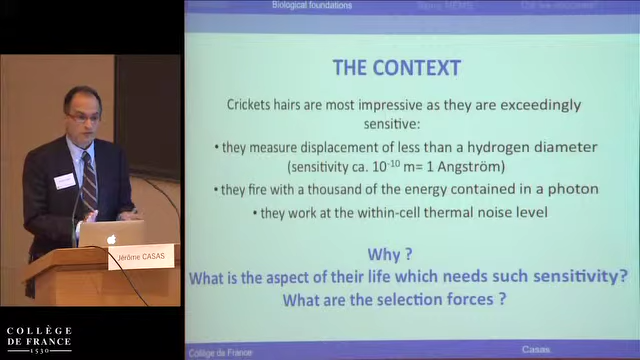 Biological foundations
THE CONTEXT
Crickets hairs are most impressive as they are exceedingly
sensitive:
• they measure displacement of less than a hydrogen diameter
(sensitivity ca. 10⁻¹⁰ m= 1 Angström)
• they fire with a thousand of the energy contained in a photon
• they work at the within-cell thermal noise level
Why ?
What is the aspect of their life which needs such sensitivity?
What are the selection forces ?
Collège de France
Casas
Jérôme CASAS
COLLÈGE
DE FRANCE
1530